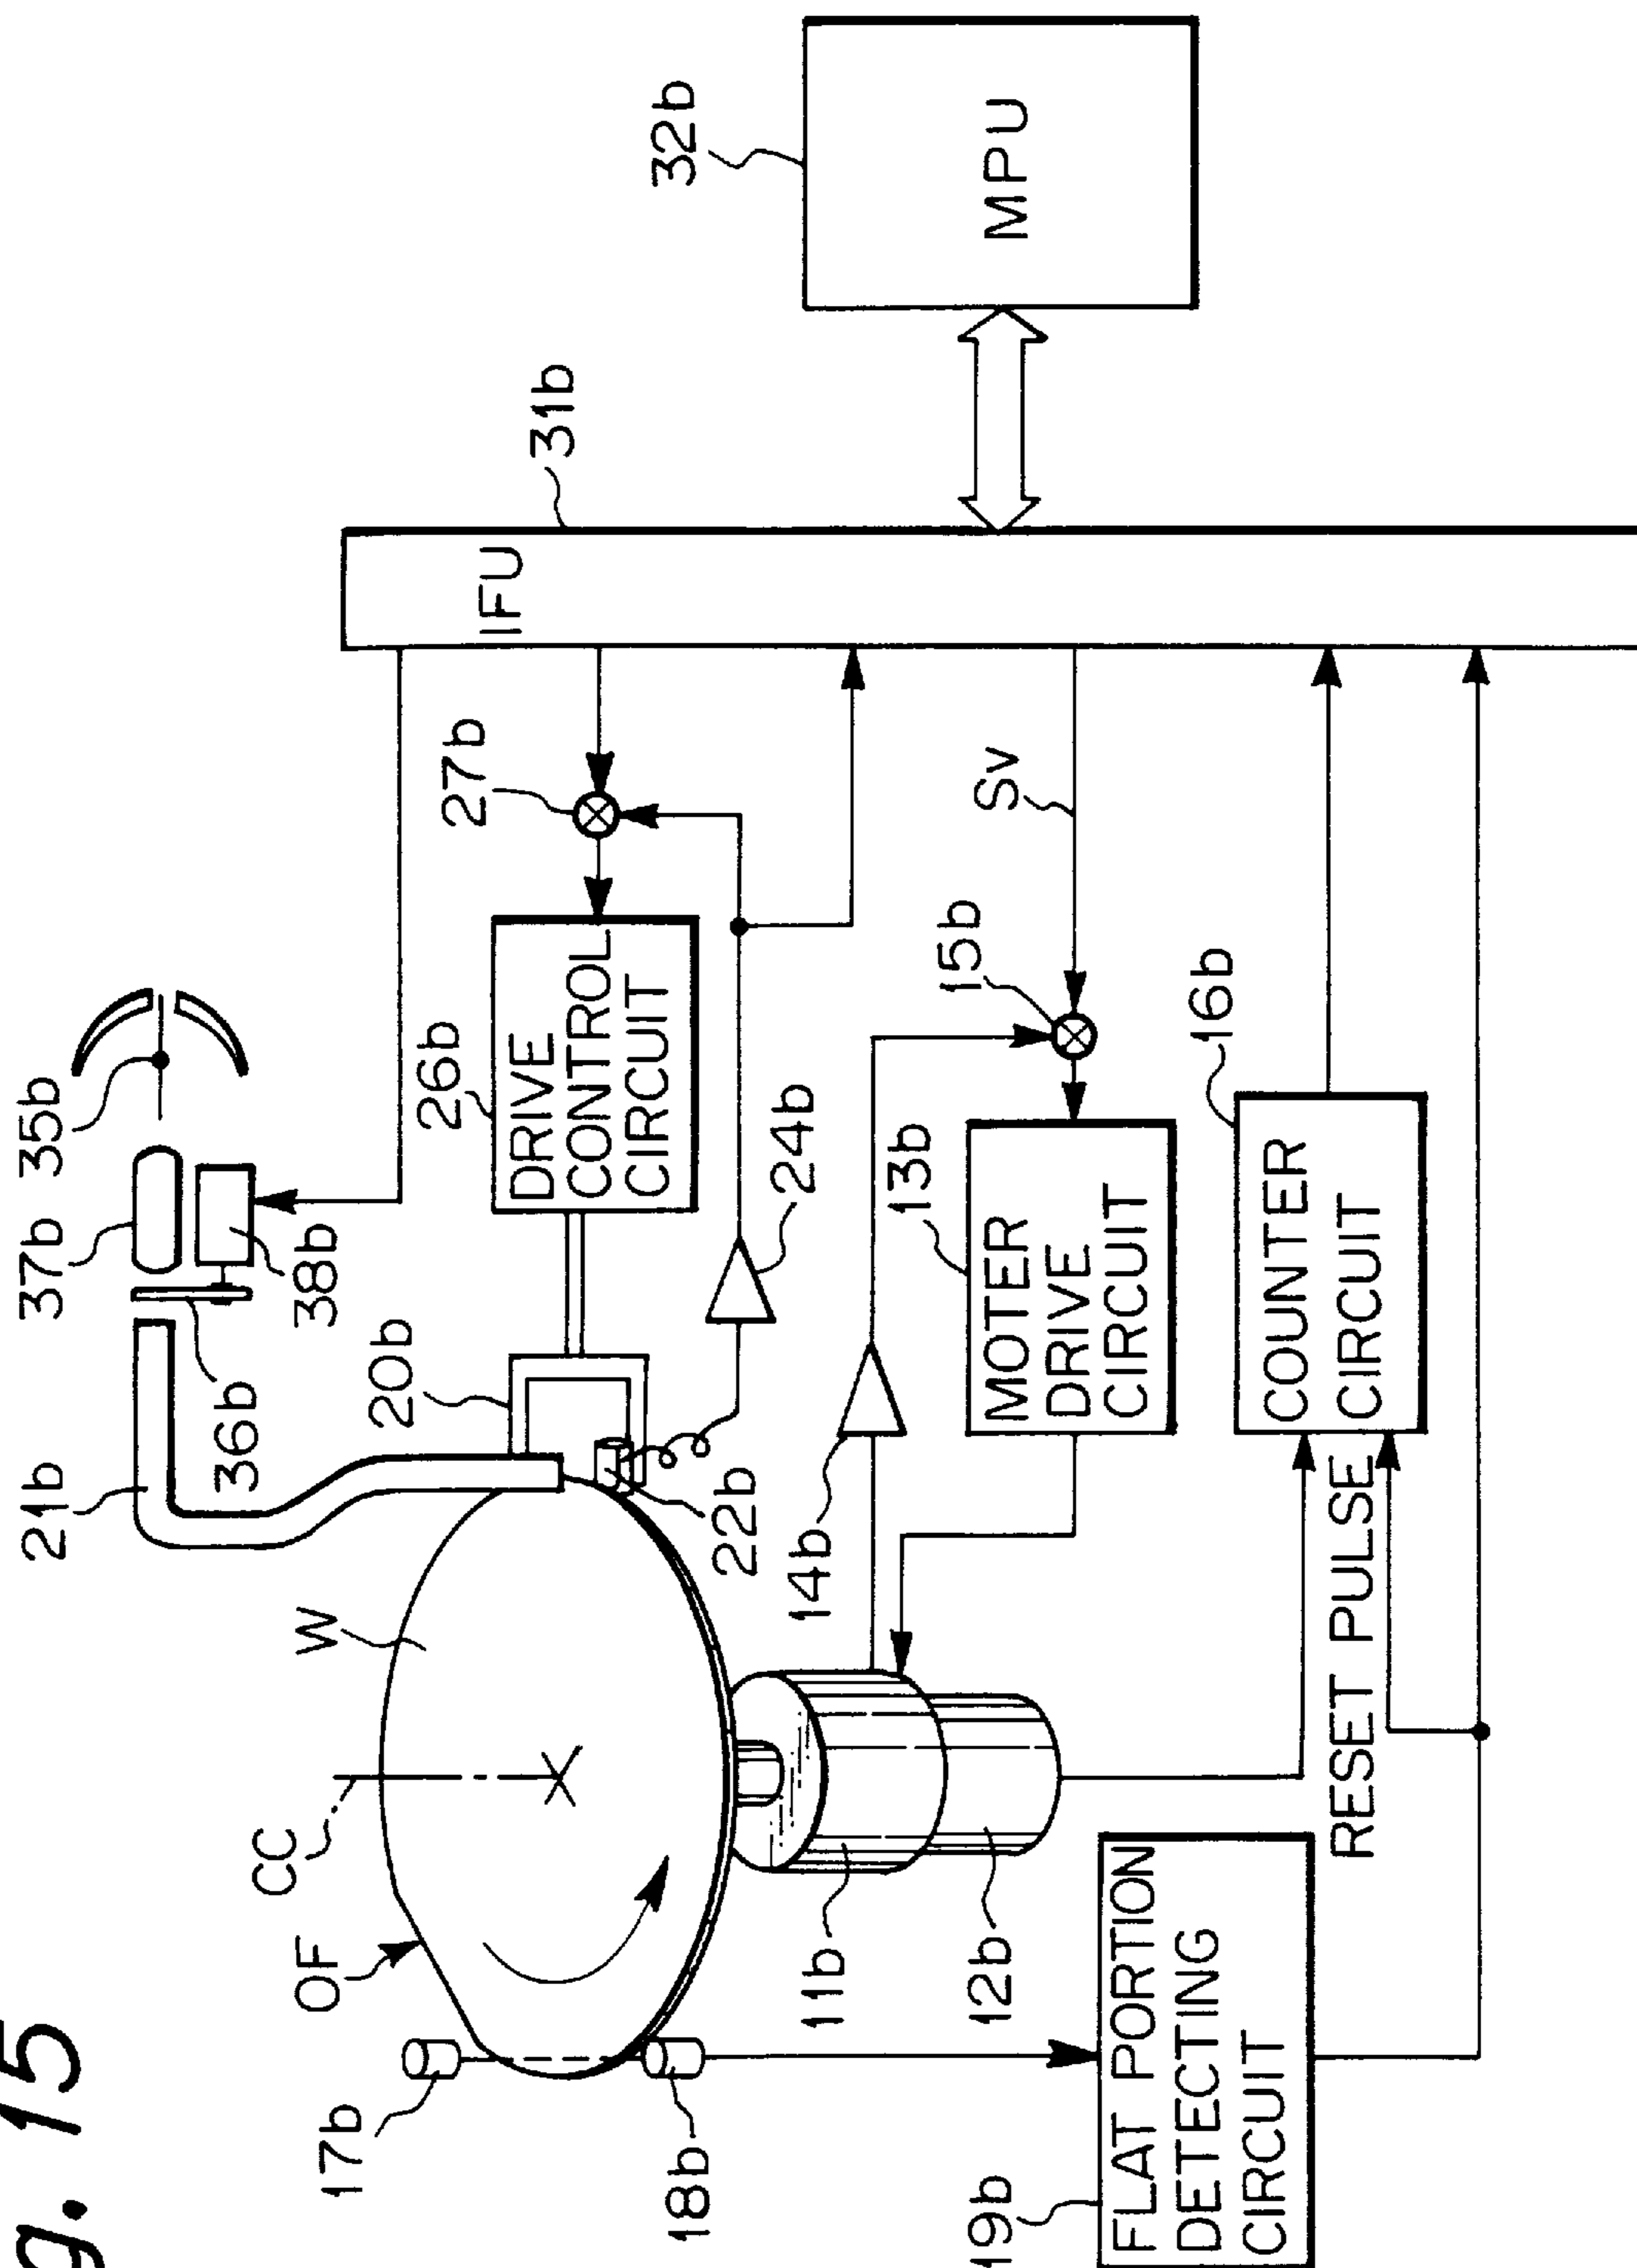 g. 15
21b
37b
35b
36b
38b
CC
W
OF
20b
26b
27b
31b
32b
17b
22b
DRIVE
CONTROL
CIRCUIT
IFU
MPU
18b
14b
24b
11b
13b
15b
Sv
12b
MOTER
DRIVE
CIRCUIT
19b
FLAT PORTION
DETECTING
CIRCUIT
16b
COUNTER
CIRCUIT
RESET PULSE